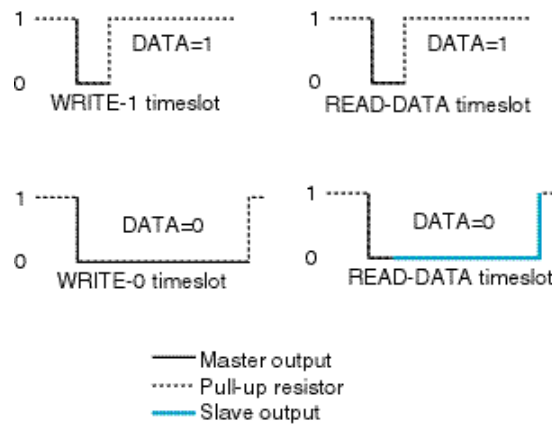 1
DATA=1
0
WRITE-1 timeslot
1
DATA=1
0
READ-DATA timeslot
1
DATA=0
0
WRITE-0 timeslot
1
DATA=0
0
READ-DATA timeslot
Master output
Pull-up resistor
Slave output